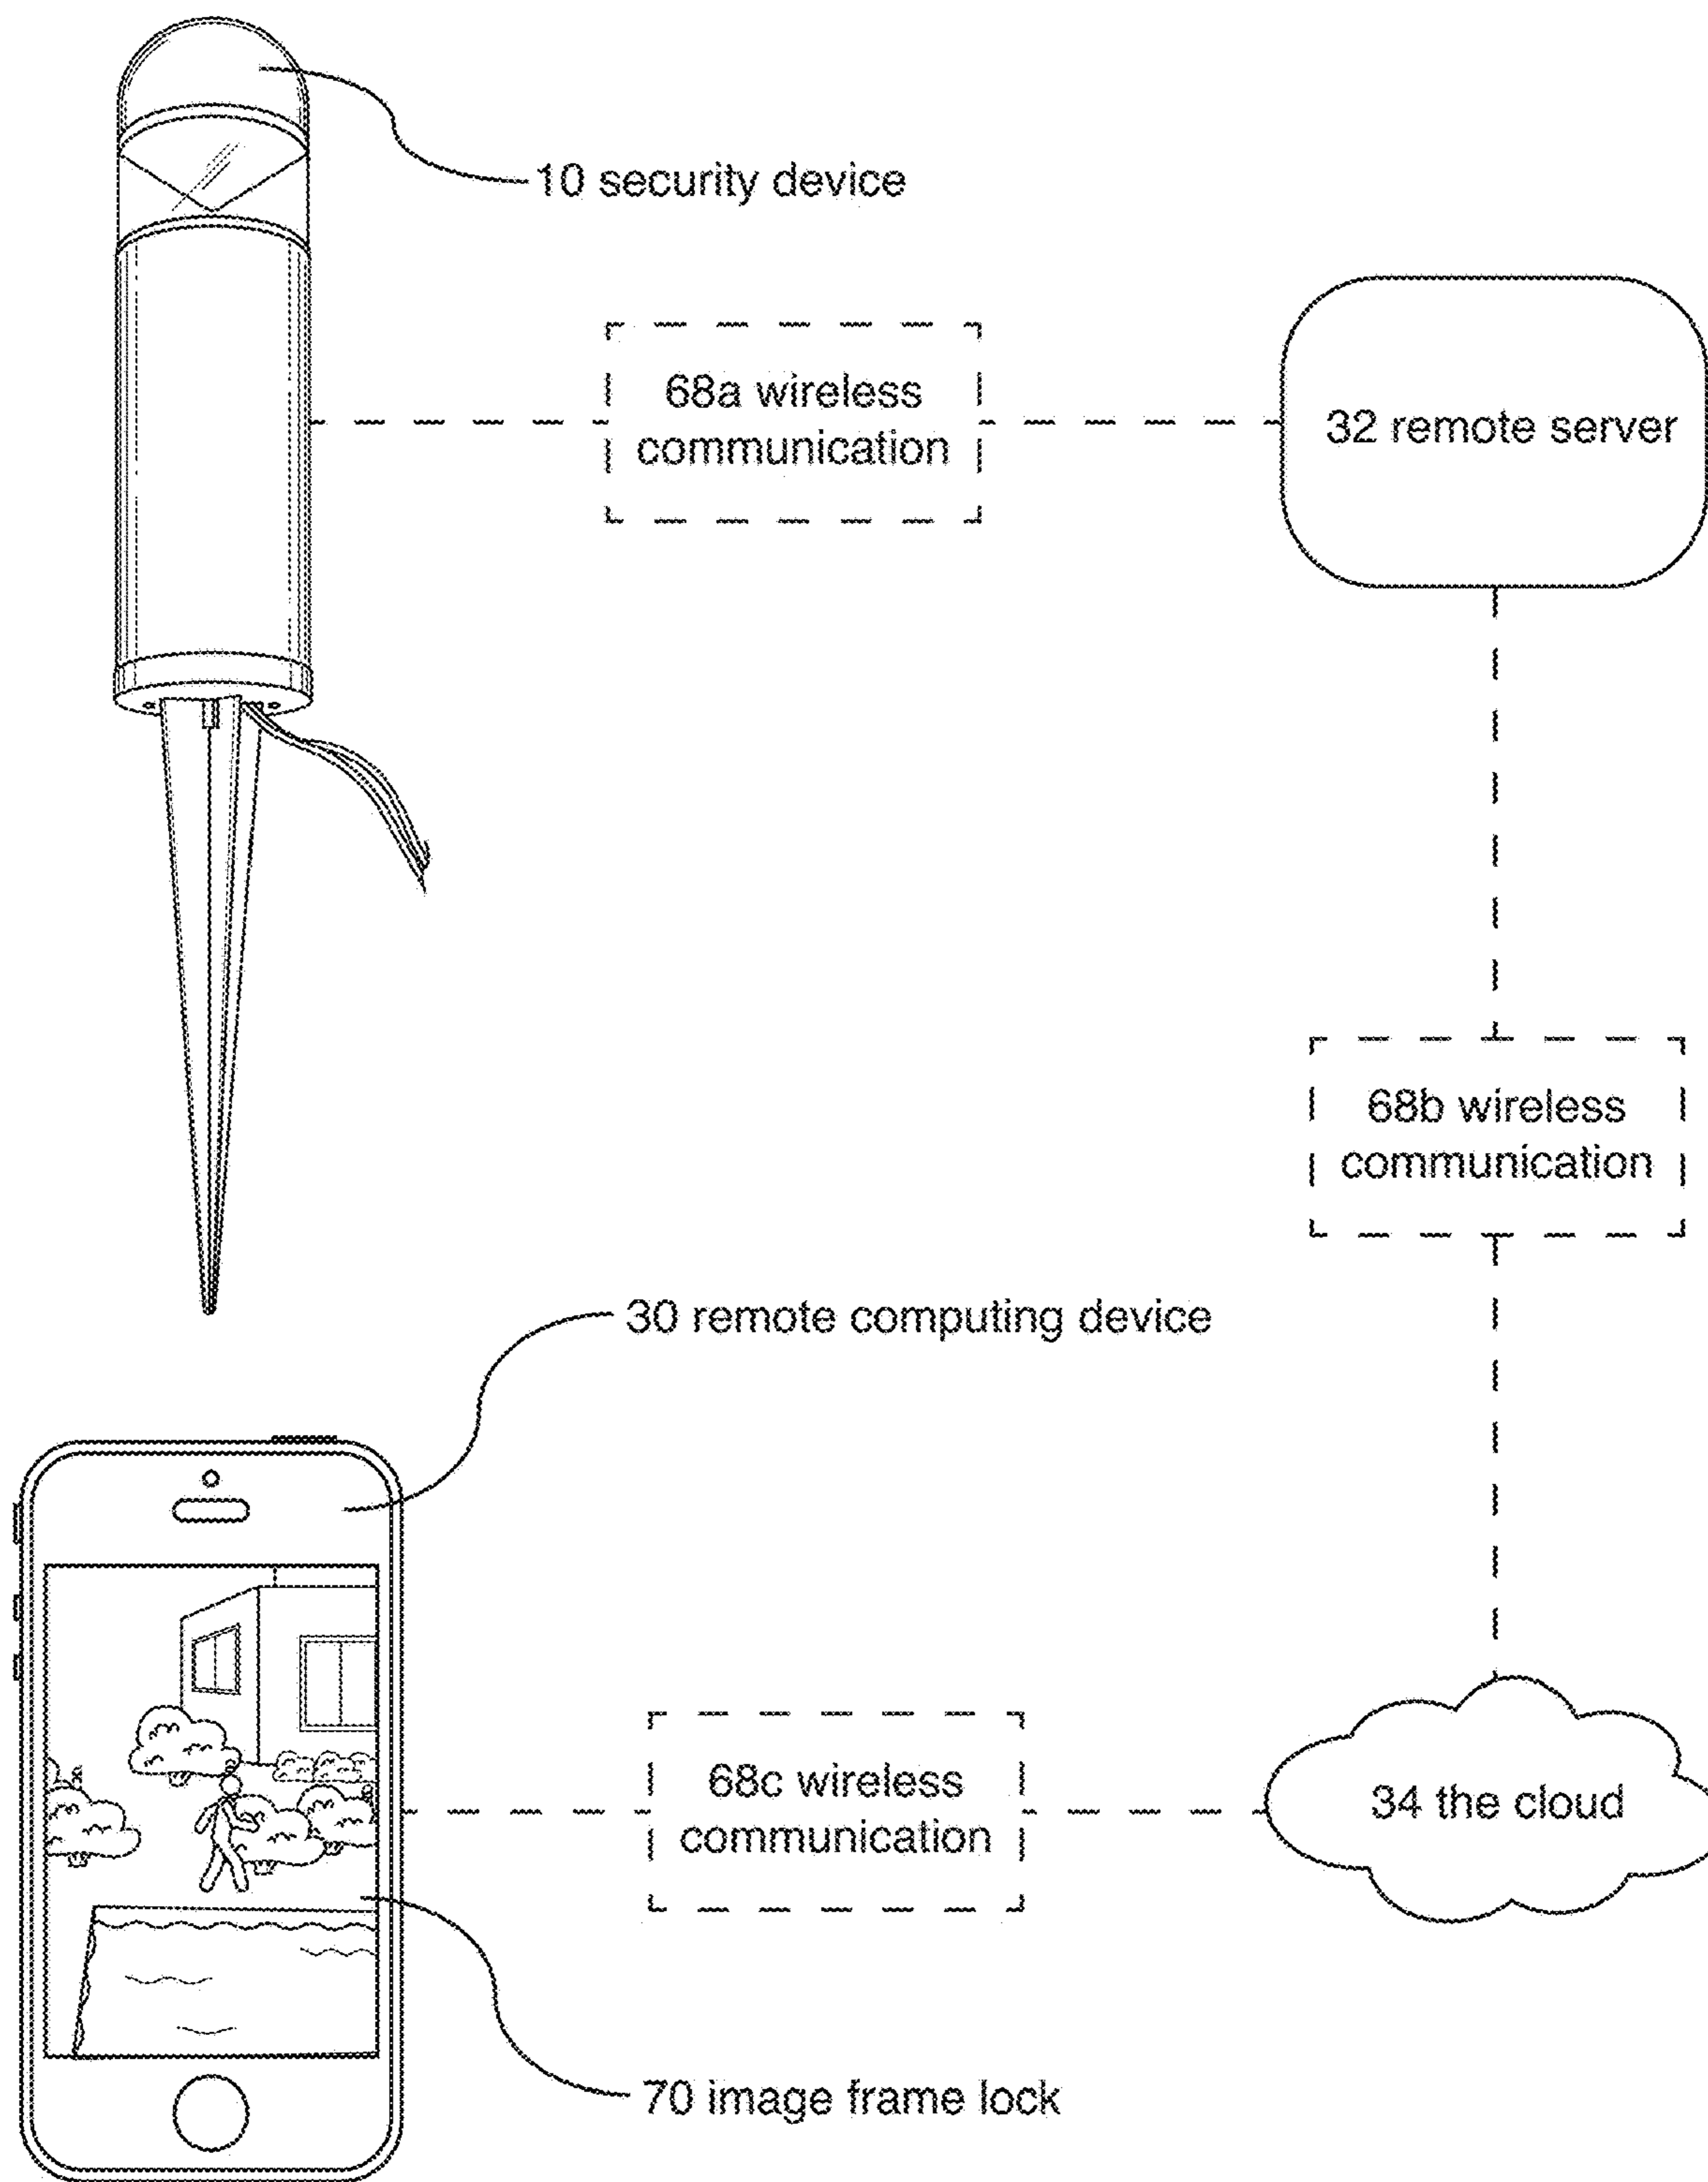 10 security device
68a wireless
communication
32 remote server
68b wireless
communication
30 remote computing device
68c wireless
communication
34 the cloud
70 image frame lock